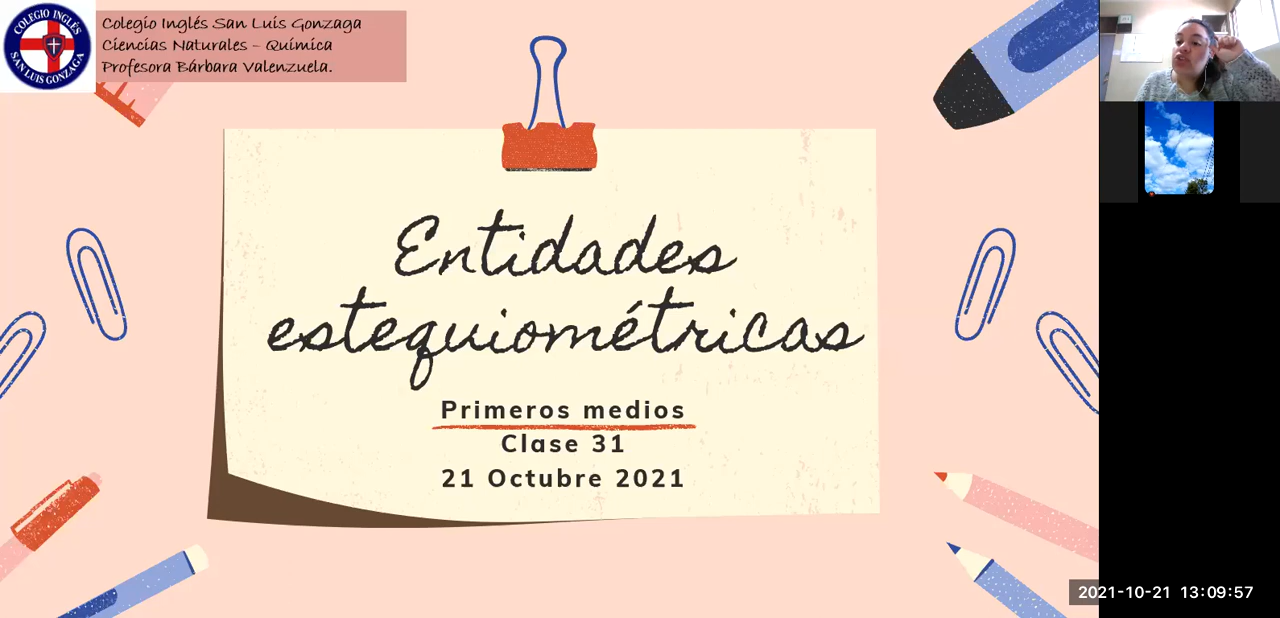 COLEGIO INGLÉS
SAN LUIS GONZAGA
Colegio Inglés San Luis Gonzaga
Ciencias Naturales – Química
Profesora Bárbara Valenzuela.
Entidades
estequiométricas
Primeros medios
Clase 31
21 Octubre 2021
2021-10-21 13:09:57